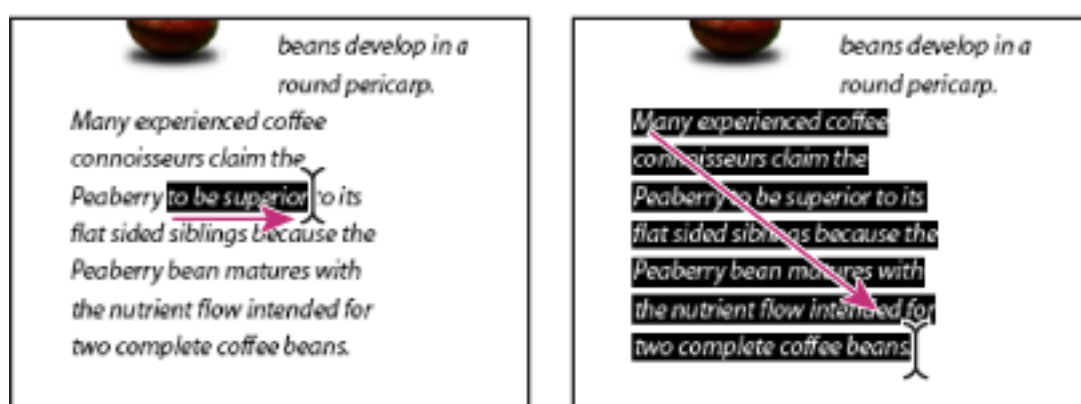 beans develop in a
round pericarp.
Many experienced coffee
connoisseurs claim the
Peaberry to be superior to its
flat sided siblings because the
Peaberry bean matures with
the nutrient flow intended for
two complete coffee beans.
beans develop in a
round pericarp.
Many experienced coffee
connoisseurs claim the
Peaberry to be superior to its
flat sided siblings because the
Peaberry bean matures with
the nutrient flow intended for
two complete coffee beans.